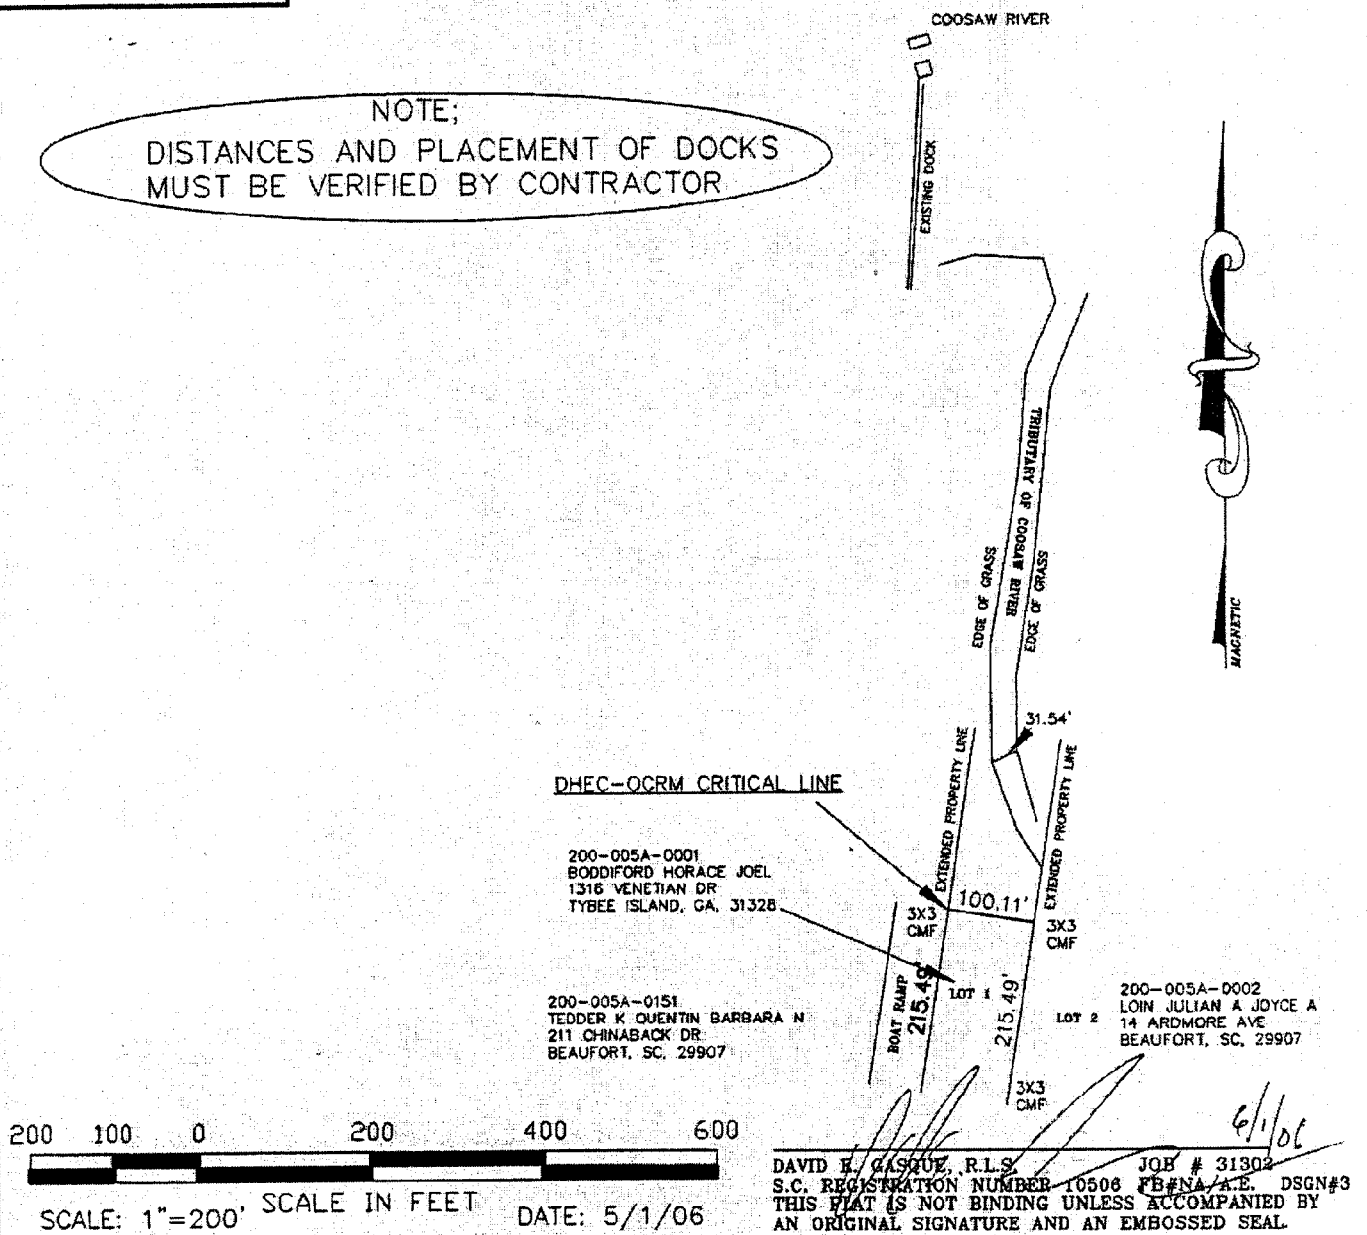 COOSAW RIVER
NOTE;
DISTANCES AND PLACEMENT OF DOCKS
MUST BE VERIFIED BY CONTRACTOR
EXISTING DOCK
TRIBUTARY OF COOSAW RIVER
EDGE OF GRASS
EDGE OF GRASS
MAGNETIC
31.54'
EXTENDED PROPERTY LINE
EXTENDED PROPERTY LINE
DHEC-OCRM CRITICAL LINE
200-005A-0001
BODDIFORD HORACE JOEL
1316 VENETIAN DR
TYBEE ISLAND, GA, 31328
100.11'
3X3
CMF
3X3
CMF
BOAT RAMP
215.49'
LOT 1
215.49'
LOT 2
200-005A-0002
LOIN JULIAN A JOYCE A
14 ARDMORE AVE
BEAUFORT, SC, 29907
200-005A-0151
TEDDER K QUENTIN BARBARA N
211 CHINABACK DR
BEAUFORT, SC, 29907
3X3
CMF
6/1/06
200 100 0 200 400 600
SCALE: 1"=200' SCALE IN FEET DATE: 5/1/06
DAVID E. GASQUE, R.L.S. JOB # 31302
S.C. REGISTRATION NUMBER 10506 FB#NA/A.E. DSGN#3
THIS PLAT IS NOT BINDING UNLESS ACCOMPANIED BY
AN ORIGINAL SIGNATURE AND AN EMBOSSED SEAL.